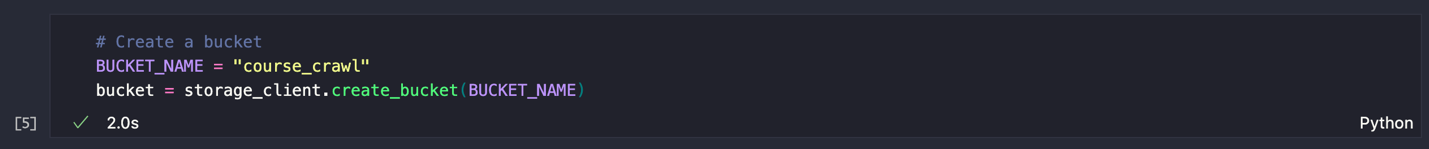 # Create a bucket
BUCKET_NAME = "course_crawl"
bucket = storage_client.create_bucket(BUCKET_NAME)
[5] ✓ 2.0s Python